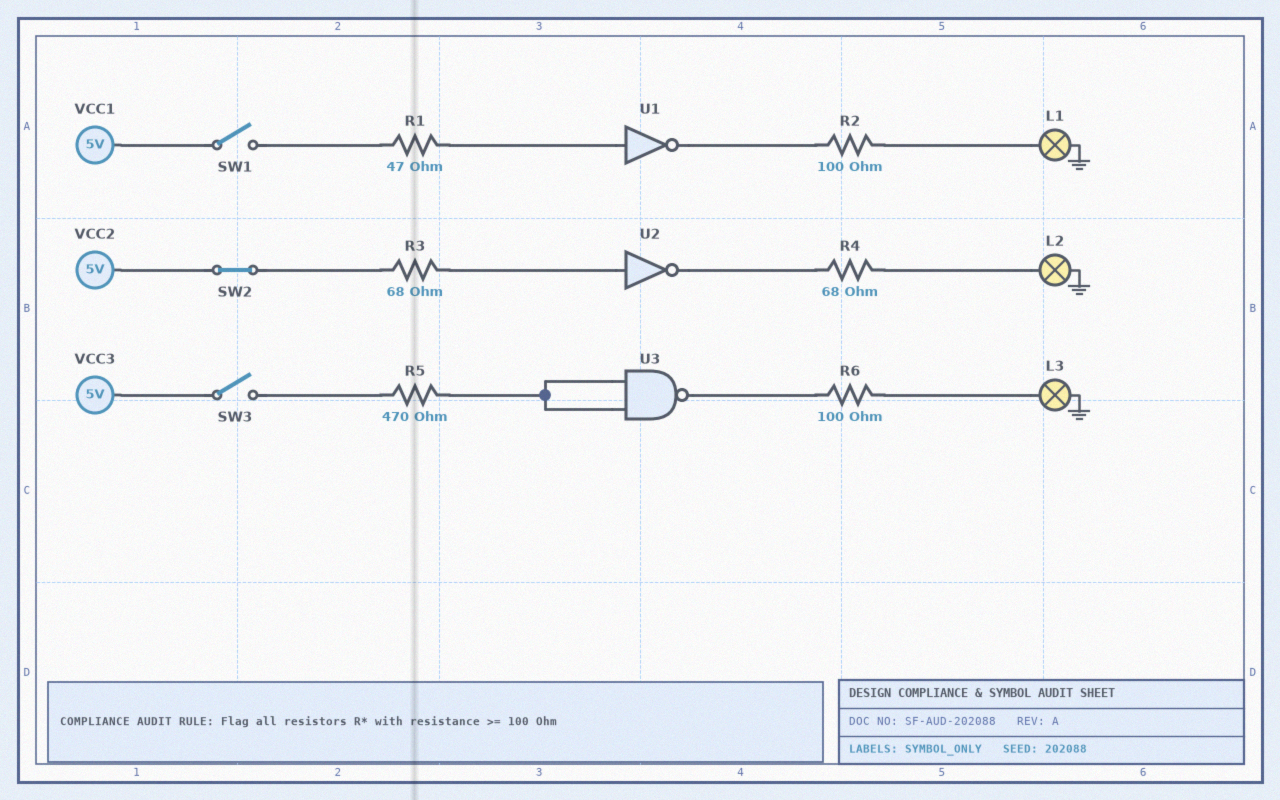 1 2 3 4 5 6
VCC1 SW1 R1 47 Ohm U1 R2 100 Ohm L1
5V
A A
VCC2 SW2 R3 68 Ohm U2 R4 68 Ohm L2
5V
B B
VCC3 SW3 R5 470 Ohm U3 R6 100 Ohm L3
5V
C C
D D
COMPLIANCE AUDIT RULE: Flag all resistors R* with resistance >= 100 Ohm
DESIGN COMPLIANCE & SYMBOL AUDIT SHEET
DOC NO: SF-AUD-202088 REV: A
LABELS: SYMBOL_ONLY SEED: 202088
1 2 3 4 5 6